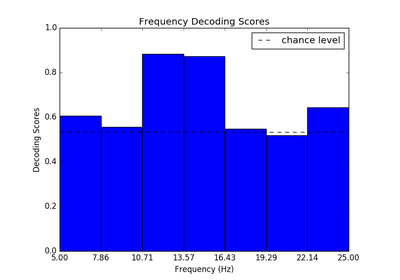 Frequency Decoding Scores
chance level
1.0
0.8
0.6
0.4
0.2
0.0
Decoding Scores
5.00 7.86 10.71 13.57 16.43 19.29 22.14 25.00
Frequency (Hz)